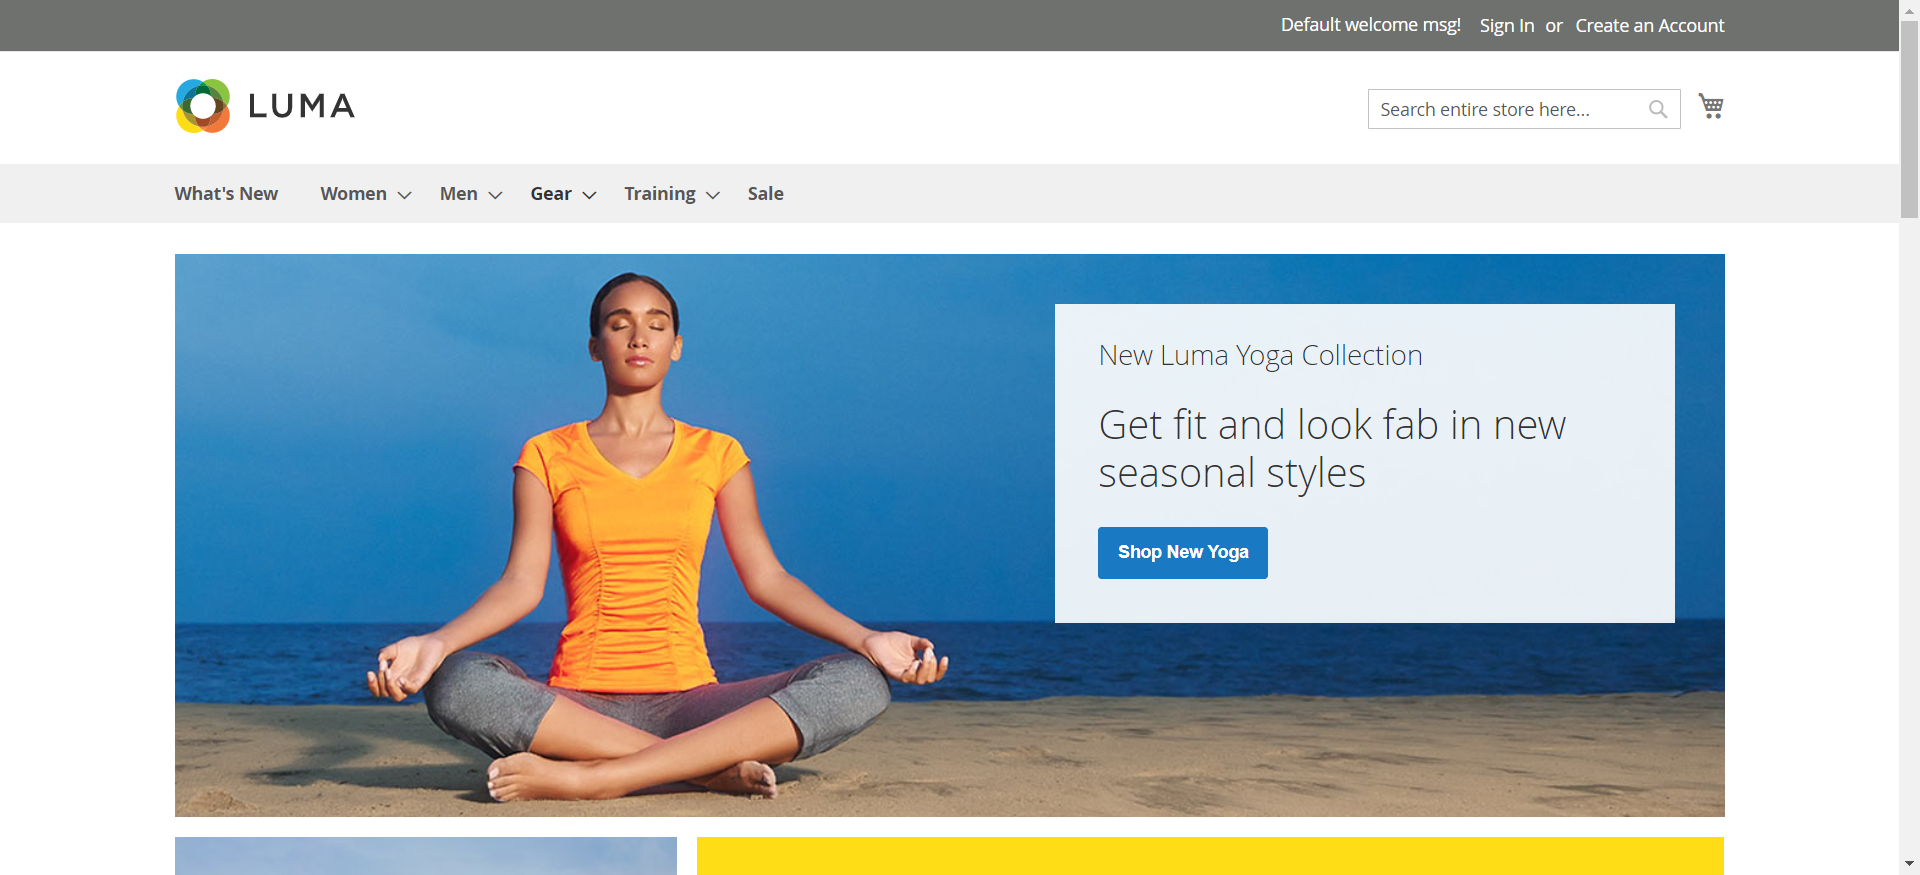 Default welcome msg! Sign In or Create an Account
LUMA
Search entire store here...
What's New Women Men Gear Training Sale
New Luma Yoga Collection
Get fit and look fab in new
seasonal styles
Shop New Yoga